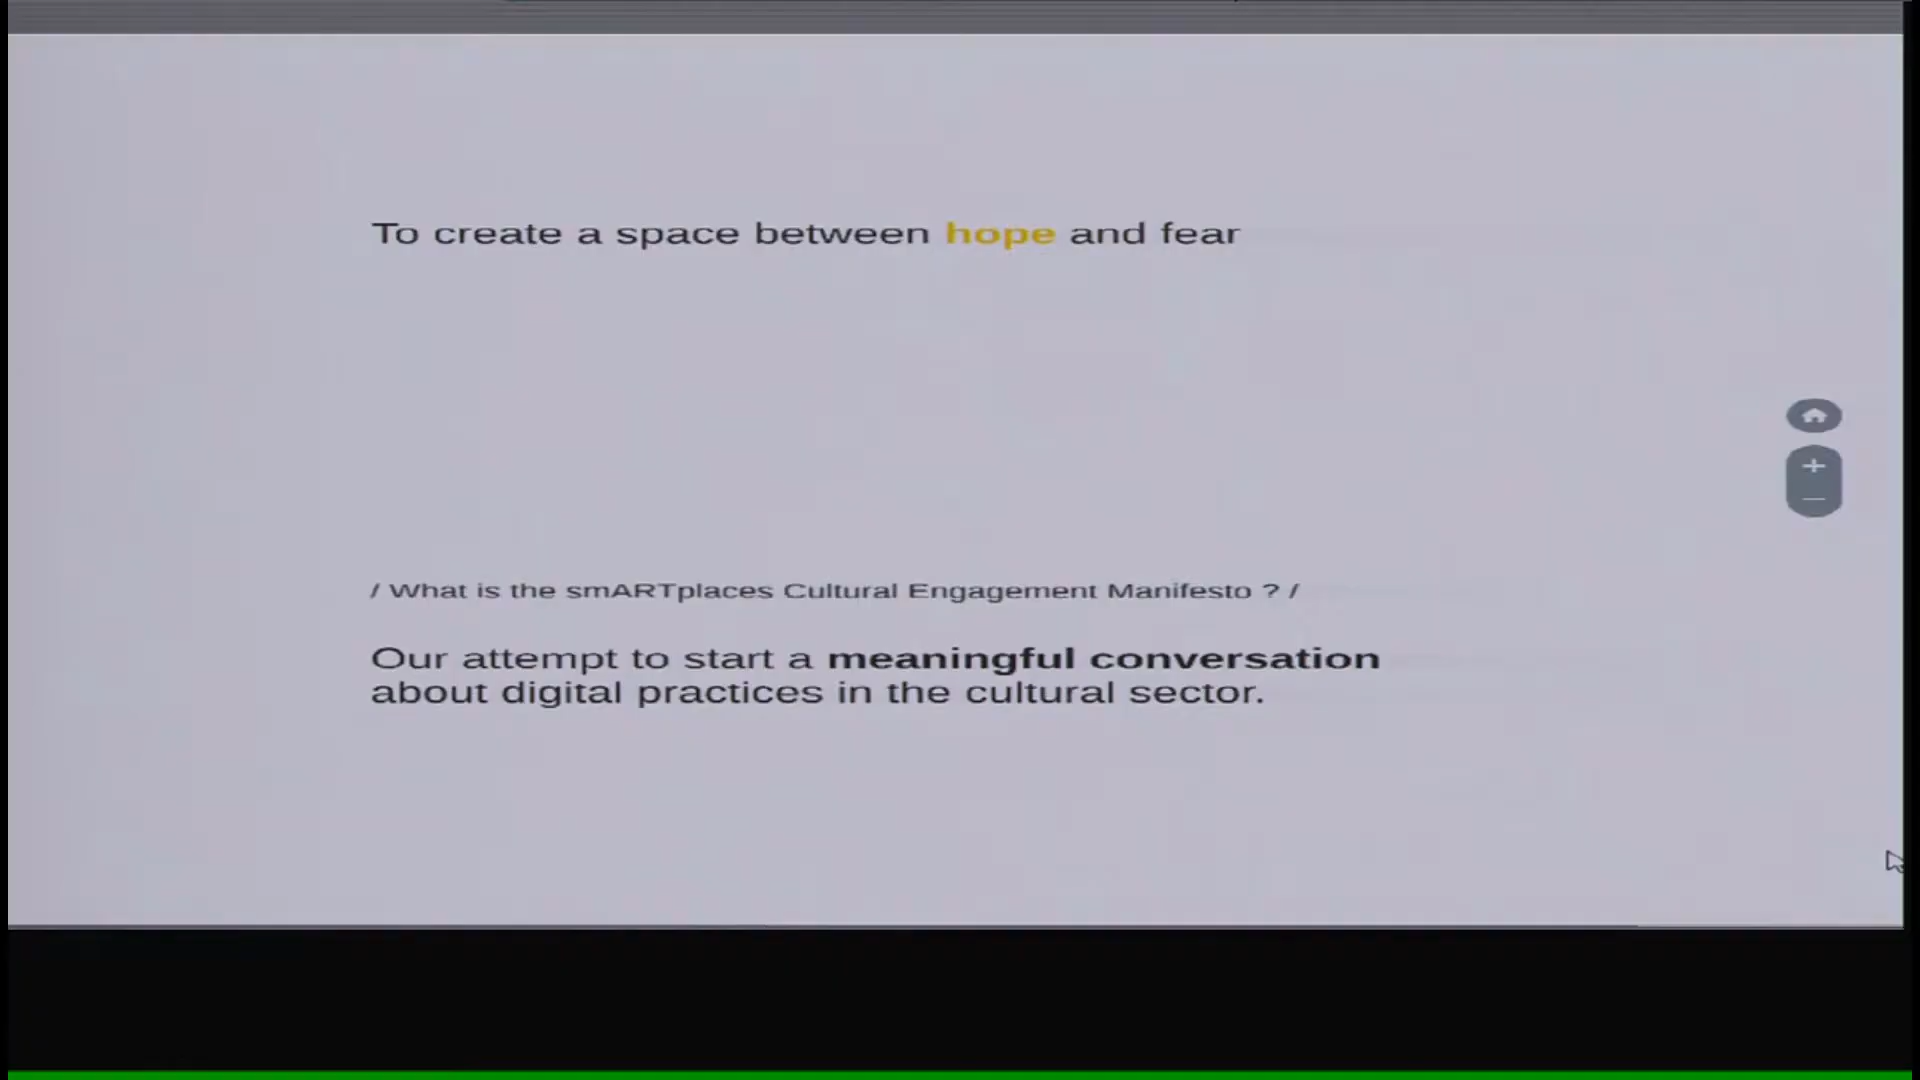 To create a space between hope and fear
/ What is the smARTplaces Cultural Engagement Manifesto ? /
Our attempt to start a meaningful conversation
about digital practices in the cultural sector.